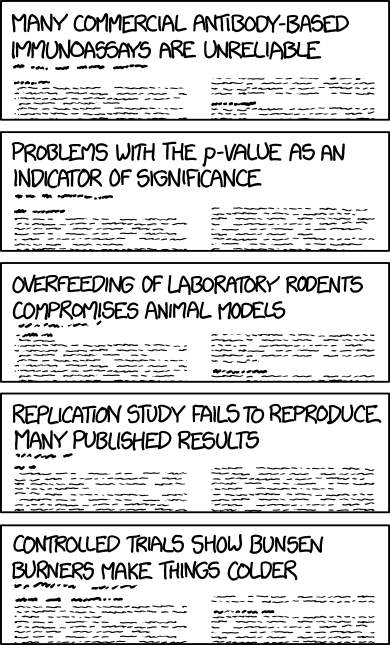 MANY COMMERCIAL ANTIBODY-BASED
IMMUNOASSAYS ARE UNRELIABLE
PROBLEMS WITH THE p-VALUE AS AN
INDICATOR OF SIGNIFICANCE
OVERFEEDING OF LABORATORY RODENTS
COMPROMISES ANIMAL MODELS
REPLICATION STUDY FAILS TO REPRODUCE
MANY PUBLISHED RESULTS
CONTROLLED TRIALS SHOW BUNSEN
BURNERS MAKE THINGS COLDER